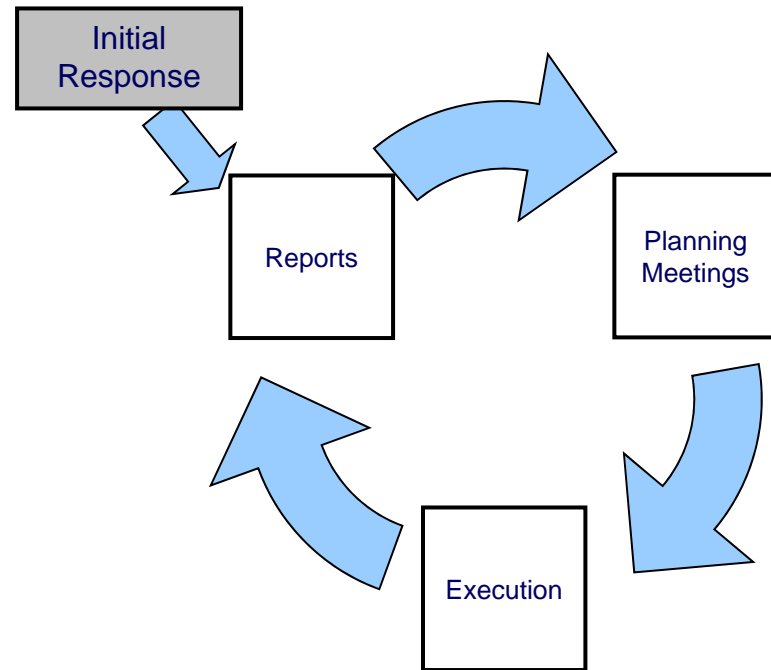 Initial
Response
Reports
Planning
Meetings
Execution